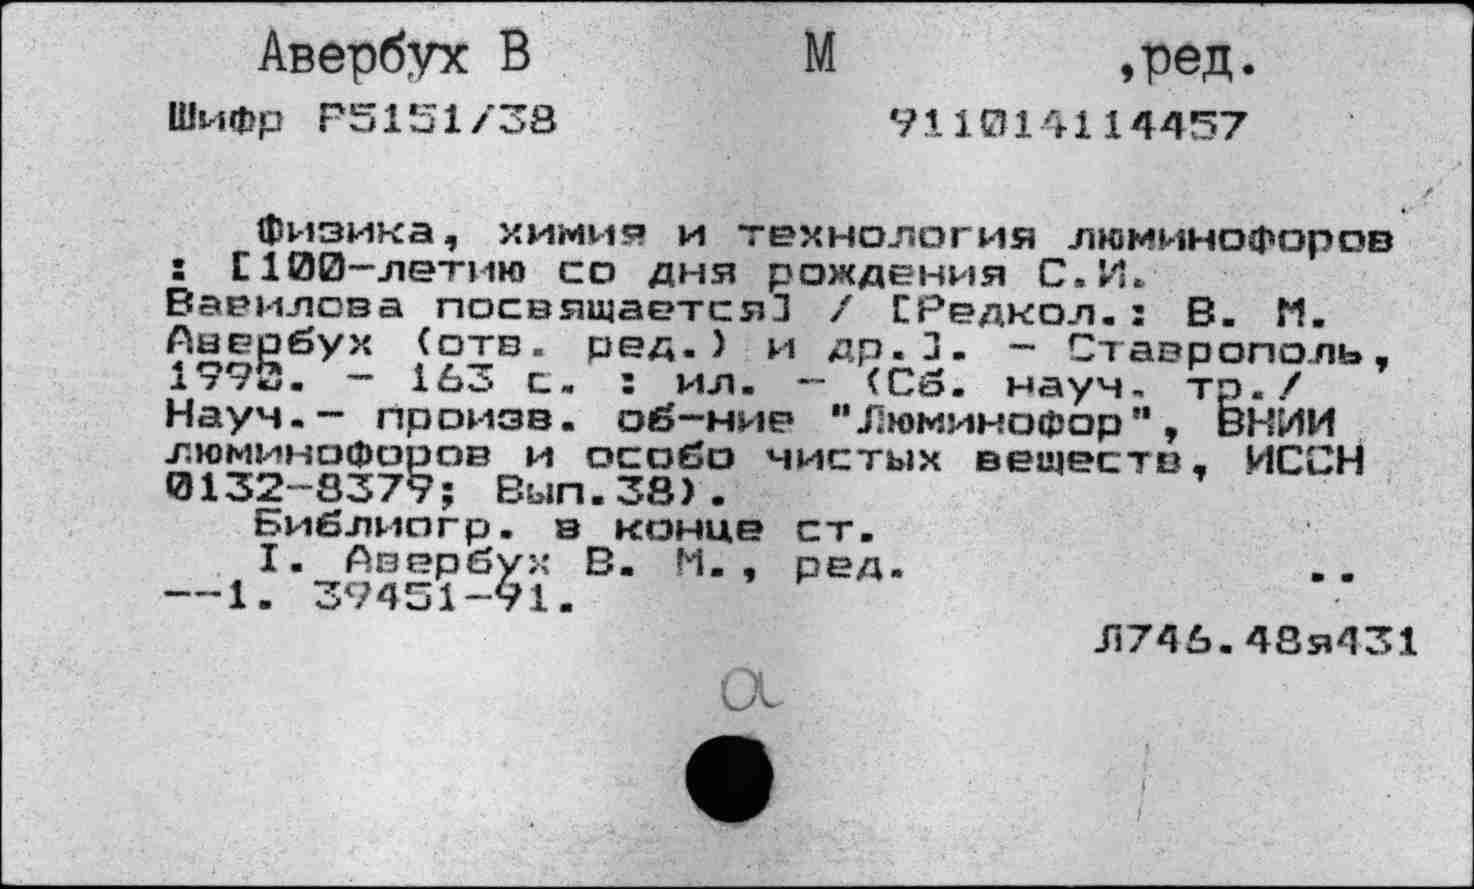 Авербух В М ,ред.
Шифр Р5151/38 911014114457
Физика, химия и технология люминофоров
: [100-летию со дня рождения С.И.
Вавилова посвящается] / [Редкол.: В. М.
Авербух (отв. ред.) и др.]. - Ставрополь,
1990. - 163 с. : ил. - (Сб. науч. тр./
Науч.- произв. об-ние "Люминофор", ВНИИ
люминофоров и особо чистых веществ, ИССН
0132-8379; Вып.38).
Библиогр. в конце ст.
I. Авербух В. М., ред.
--1. 39451-91.
Л746.48я431
а